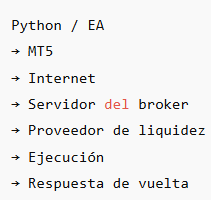 Python / EA
→ MT5
→ Internet
→ Servidor del broker
→ Proveedor de liquidez
→ Ejecución
→ Respuesta de vuelta